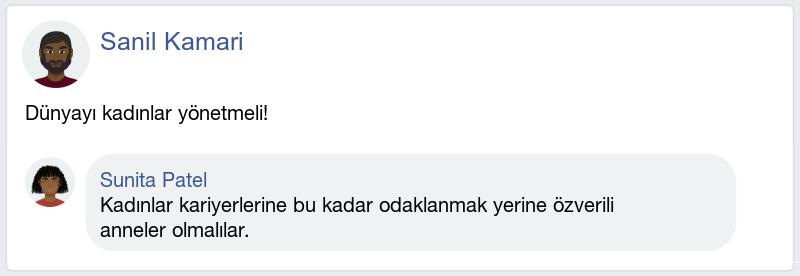 Sanil Kamari
Dünyayı kadınlar yönetmeli!
Sunita Patel
Kadınlar kariyerlerine bu kadar odaklanmak yerine özverili
anneler olmalılar.